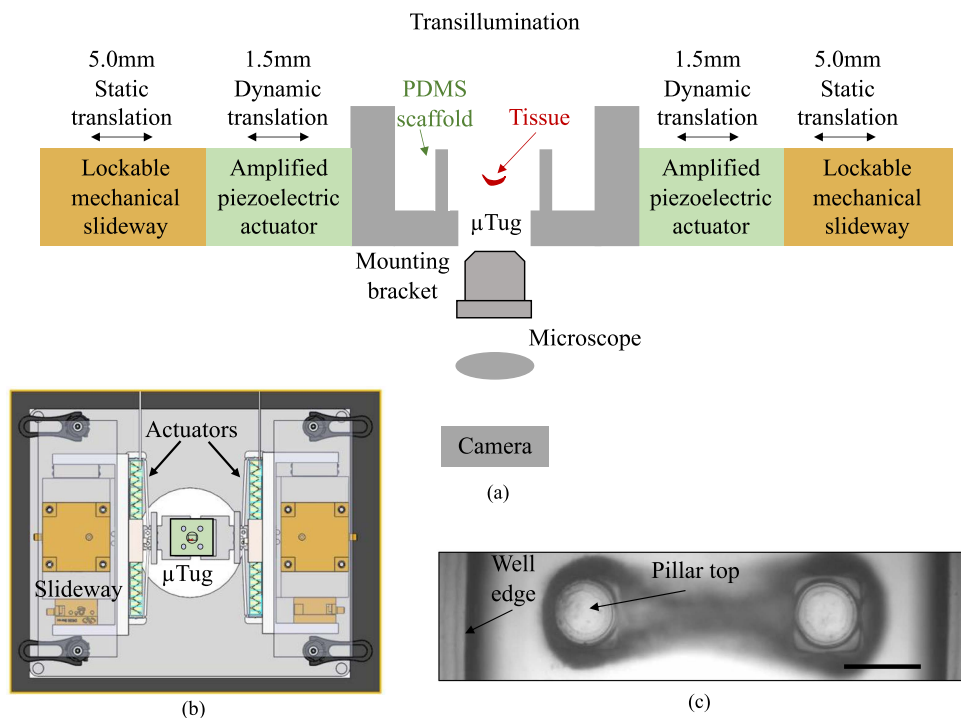 Transillumination
5.0mm
Static
translation
1.5mm
Dynamic
translation
PDMS
scaffold
Tissue
1.5mm
Dynamic
translation
5.0mm
Static
translation
Lockable
mechanical
slideway
Amplified
piezoelectric
actuator
µTug
Amplified
piezoelectric
actuator
Lockable
mechanical
slideway
Mounting
bracket
Microscope
Camera
(a)
Actuators
Slideway
µTug
(b)
Well
edge
Pillar top
(c)